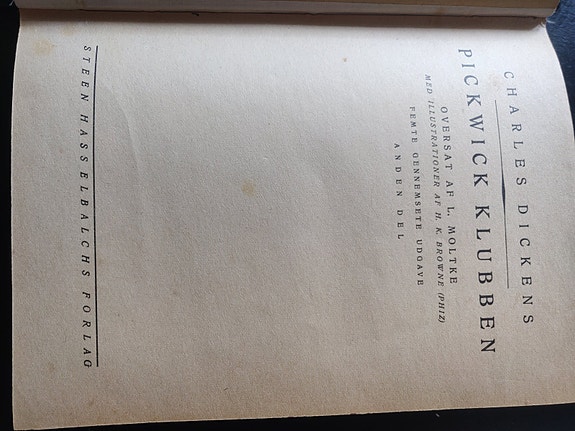 CHARLES DICKENS
PICKWICK KLUBBEN
OVERSAT AF L. MOLTKE
MED ILLUSTRATIONER AF H. K. BROWNE (PHIZ)
FEMTE GENNEMSETE UDGAVE
ANDEN DEL
STEEN HASSELBALCHS FORLAG